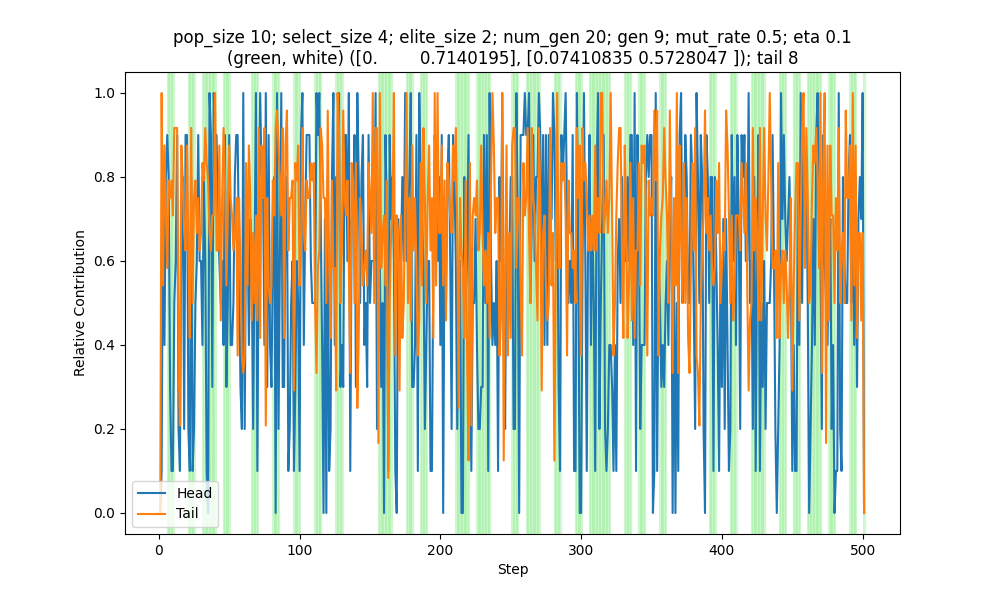 pop_size 10; select_size 4; elite_size 2; num_gen 20; gen 9; mut_rate 0.5; eta 0.1
(green, white) ([0.        0.7140195], [0.07410835 0.5728047 ]); tail 8
1.0
0.8
0.6
0.4
0.2
0.0
Relative Contribution
Head
Tail
0 100 200 300 400 500
Step